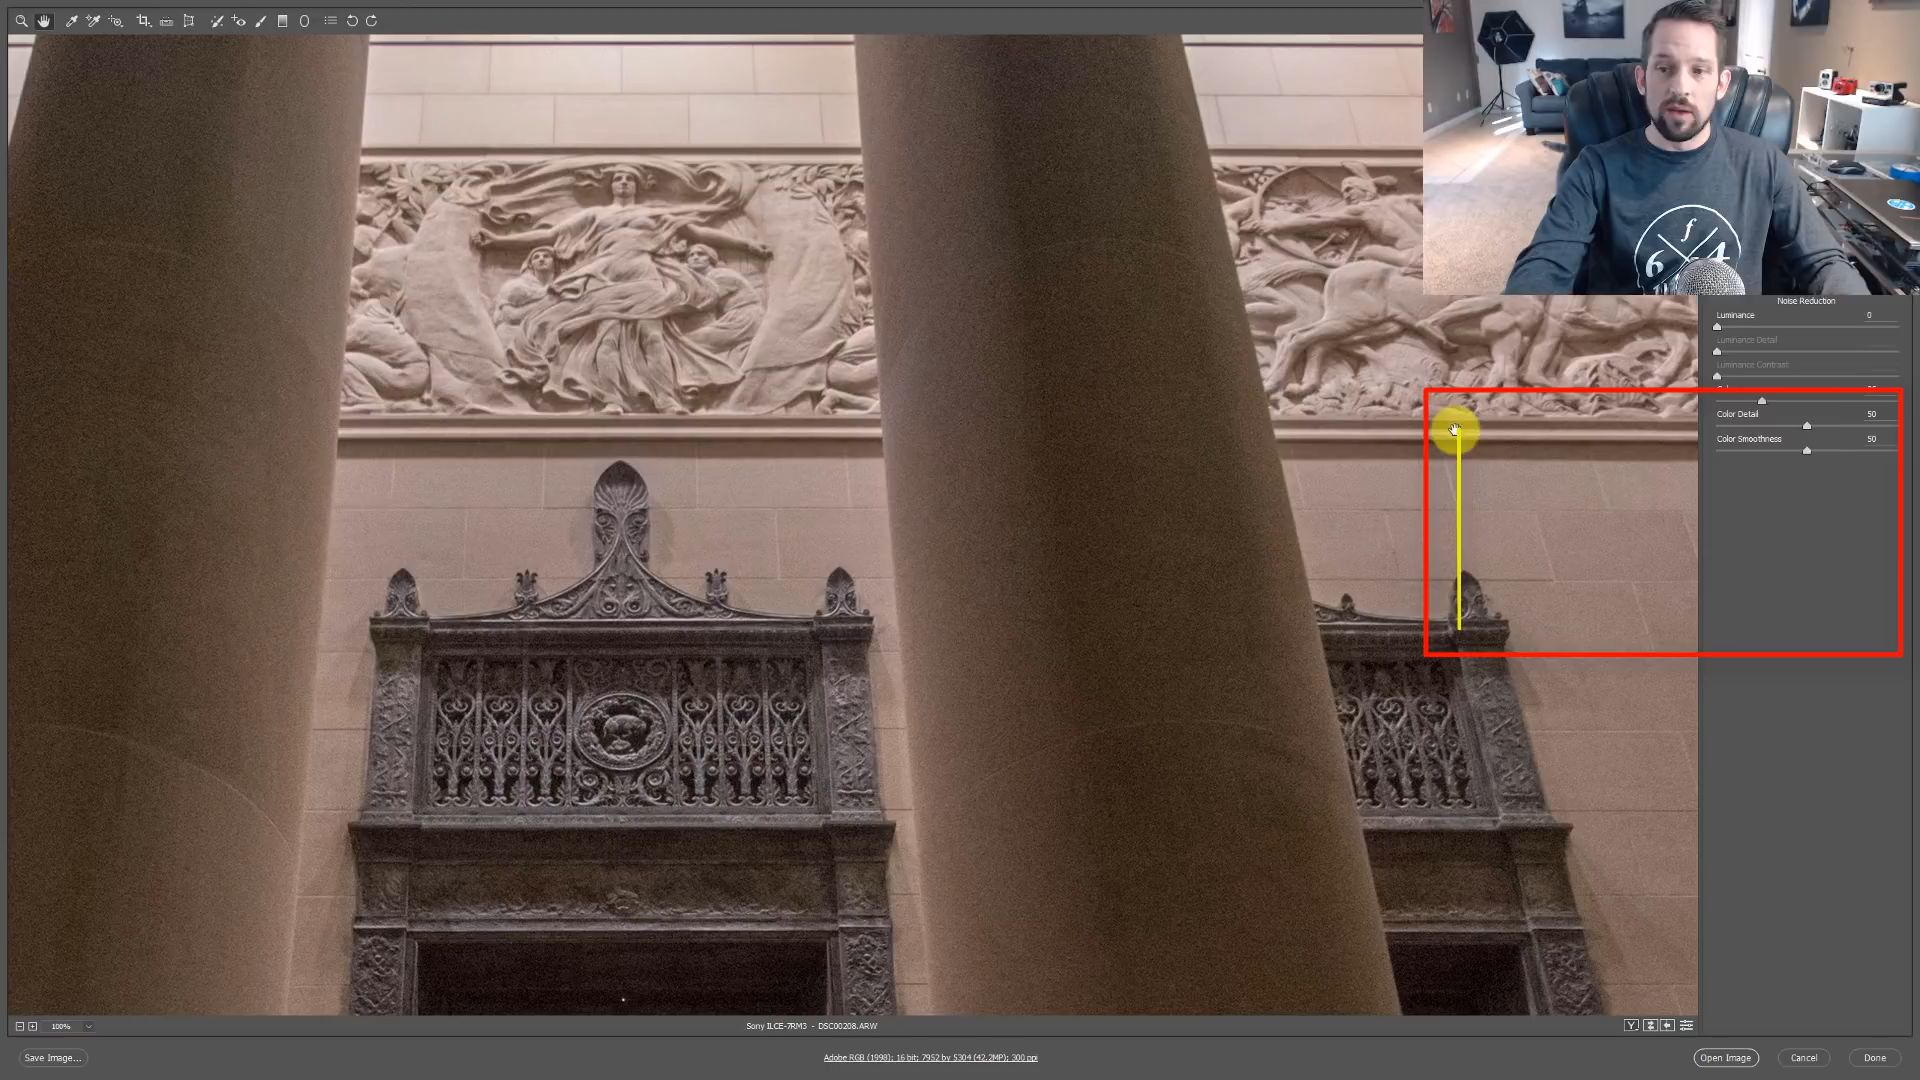 f
6 4
Noise Reduction
Luminance 0
Luminance Detail
Luminance Contrast
Color Detail 50
Color Smoothness 50
100%
Sony ILCE-7RM3 - DSC00208.ARW
Y
Save Image...
Adobe RGB (1998); 16 bit; 7952 by 5304 (42.2MP); 300 ppi
Open Image
Cancel
Done